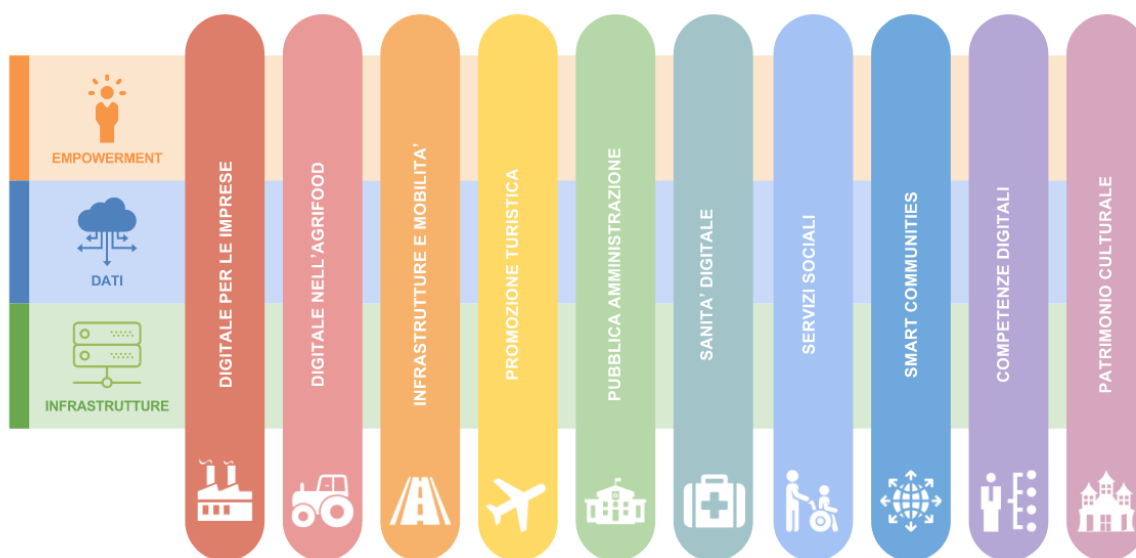 EMPOWERMENT
DATI
INFRASTRUTTURE
DIGITALE PER LE IMPRESE
DIGITALE NELL'AGRIFOOD
INFRASTRUTTURE E MOBILITA'
PROMOZIONE TURISTICA
PUBBLICA AMMINISTRAZIONE
SANITA' DIGITALE
SERVIZI SOCIALI
SMART COMMUNITIES
COMPETENZE DIGITALI
PATRIMONIO CULTURALE